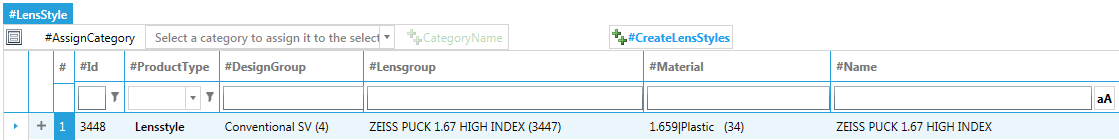 #LensStyle
#AssignCategory Select a category to assign it to the select #CategoryName #CreateLensStyles
# #Id #ProductType #DesignGroup #Lensgroup #Material #Name
aA
1 3448 Lensstyle Conventional SV (4) ZEISS PUCK 1.67 HIGH INDEX (3447) 1.659|Plastic (34) ZEISS PUCK 1.67 HIGH INDEX